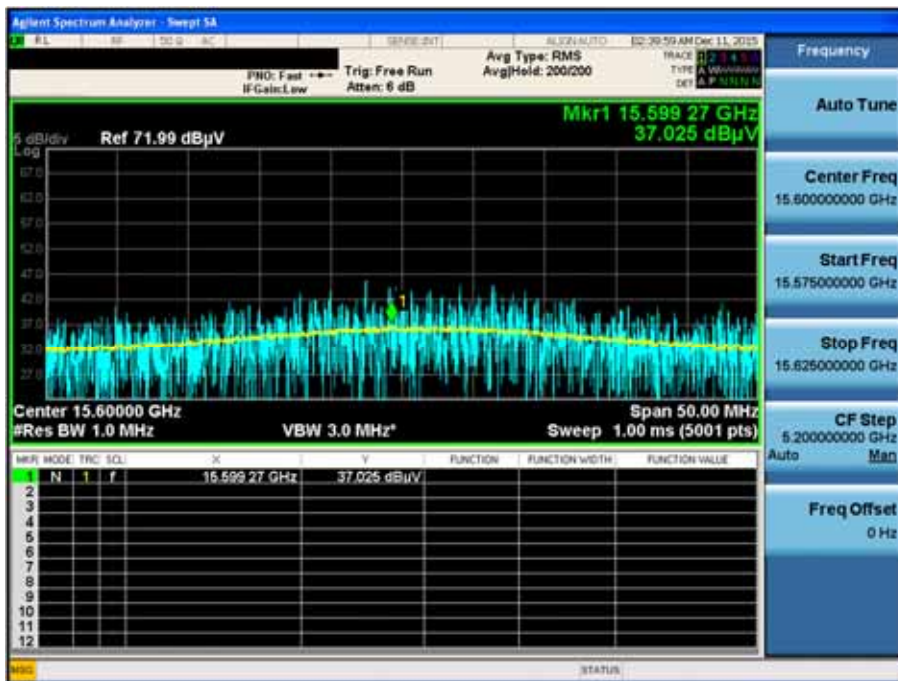 Agilent Spectrum Analyzer - Swept SA
RL RF 50 Ω AC SENSE:INT ALIGN AUTO 02:39:59 AM Dec 11, 2015
PNO: Fast
IFGain:Low
Trig: Free Run
Atten: 6 dB
Avg Type: RMS
Avg|Hold: 200/200
TRACE 1 2 3 4 5 6
TYPE A
DET A P N N N N
Mkr1 15.599 27 GHz
37.025 dBµV
5 dB/div Ref 71.99 dBµV
Log
67.0
62.0
57.0
52.0
47.0
42.0
37.0
32.0
27.0
1
Center 15.60000 GHz Span 50.00 MHz
#Res BW 1.0 MHz VBW 3.0 MHz* Sweep 1.00 ms (5001 pts)
MKR MODE TRC SCL X Y FUNCTION FUNCTION WIDTH FUNCTION VALUE
1 N 1 f 15.599 27 GHz 37.025 dBµV
2
3
4
5
6
7
8
9
10
11
12
MSG STATUS
Frequency
Auto Tune
Center Freq
15.600000000 GHz
Start Freq
15.575000000 GHz
Stop Freq
15.625000000 GHz
CF Step
5.200000000 GHz
Auto Man
Freq Offset
0 Hz